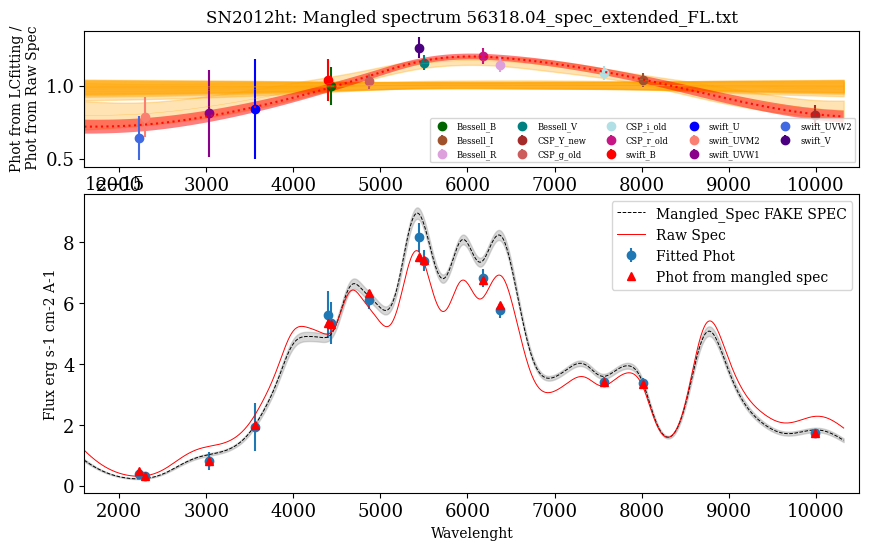 SN2012ht: Mangled spectrum 56318.04_spec_extended_FL.txt
Phot from LCfitting /
Phot from Raw Spec
1.0
0.5
Bessell_B Bessell_V CSP_i_old swift_U swift_UVW2
Bessell_I CSP_Y_new CSP_r_old swift_UVM2 swift_V
Bessell_R CSP_g_old swift_B swift_UVW1
2000 3000 4000 5000 6000 7000 8000 9000 10000
1e−15
Mangled_Spec FAKE SPEC
Raw Spec
Fitted Phot
Phot from mangled spec
Flux erg s-1 cm-2 A-1
8
6
4
2
0
2000 3000 4000 5000 6000 7000 8000 9000 10000
Wavelenght